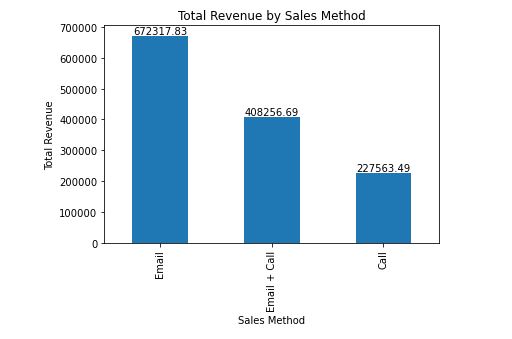 Total Revenue by Sales Method
700000
600000
500000
400000
300000
200000
100000
0
Total Revenue
672317.83
408256.69
227563.49
Email
Email + Call
Call
Sales Method